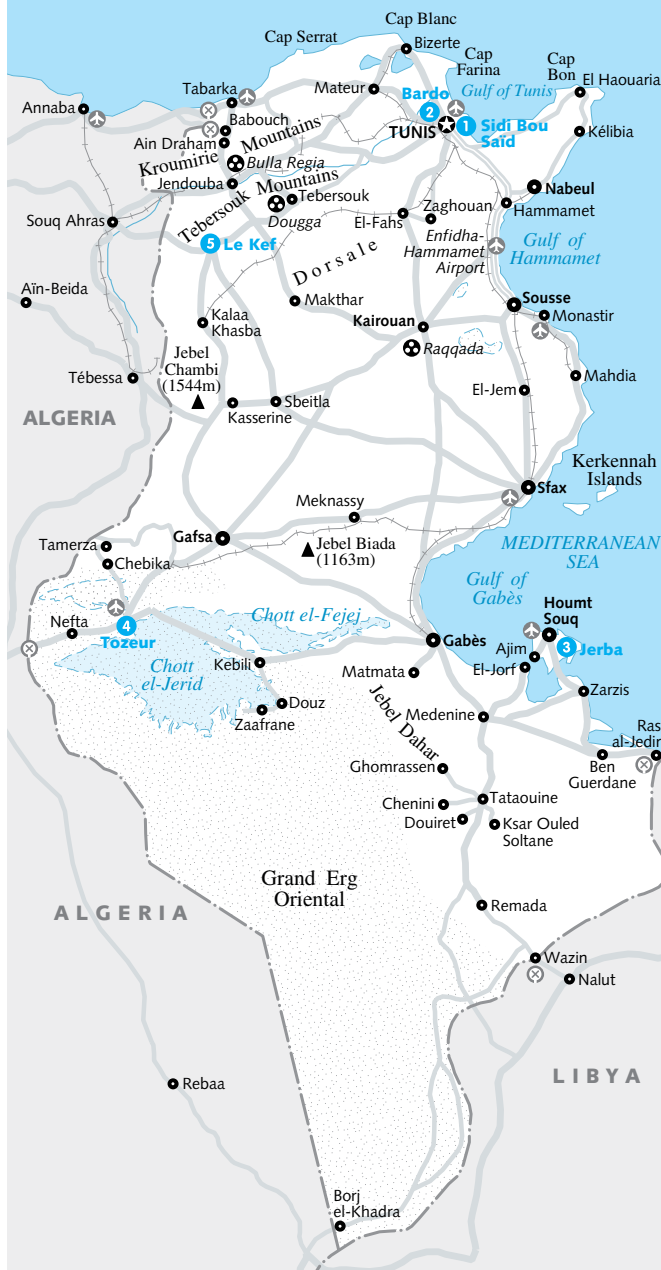 Cap Blanc
Cap Serrat
Bizerte
Cap
Farina
Cap
Bon
El Haouaria
Tabarka
Mateur
Bardo
2
Gulf of Tunis
Annaba
Babouch
TUNIS
1
Sidi Bou
Saïd
Kélibia
Ain Draham
Kroumirie Mountains
Bulla Regia
Jendouba
Tebersouk Mountains
Tebersouk
Dougga
Zaghouan
Nabeul
Hammamet
Souq Ahras
El-Fahs
5
Le Kef
Enfidha-
Hammamet
Airport
Gulf of
Hammamet
Dorsale
Aïn-Beida
Makthar
Sousse
Kalaa
Khasba
Kairouan
Monastir
Raqqada
Jebel
Chambi
(1544m)
Tébessa
Mahdia
El-Jem
Sbeitla
Kasserine
ALGERIA
Kerkennah
Islands
Sfax
Meknassy
Gafsa
Tamerza
Jebel Biada
(1163m)
MEDITERRANEAN
SEA
Chebika
Gulf of
Gabès
Chott el-Fejej
Houmt
Souq
Nefta
4
Tozeur
Gabès
3
Jerba
Ajim
Chott
el-Jerid
Kebili
Matmata
El-Jorf
Zarzis
Douz
Zaafrane
Jebel Dahar
Medenine
Ras
al-Jedir
Ben
Guerdane
Ghomrassen
Chenini
Tataouine
Douiret
Ksar Ouled
Soltane
Grand Erg
Oriental
ALGERIA
Remada
Wazin
Nalut
LIBYA
Rebaa
Borj
el-Khadra